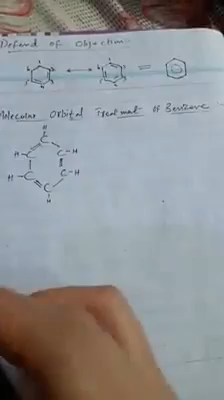 Defend of Objection:
Molecular Orbital Treatment of Benzene
H
C
H-C C-H
H-C C-H
C
H